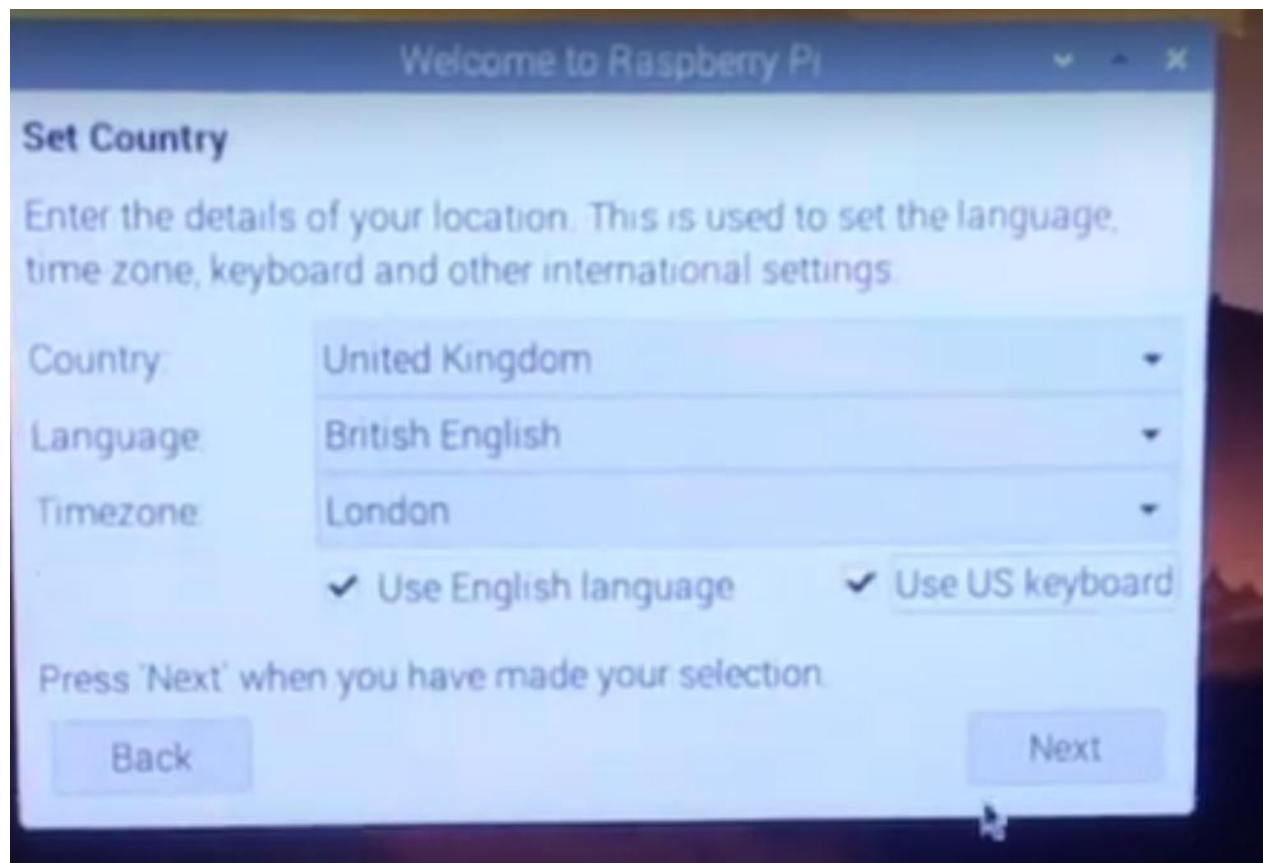 Welcome to Raspberry Pi
Set Country
Enter the details of your location. This is used to set the language,
time zone, keyboard and other international settings.
Country: United Kingdom
Language: British English
Timezone: London
Use English language Use US keyboard
Press 'Next' when you have made your selection.
Back Next